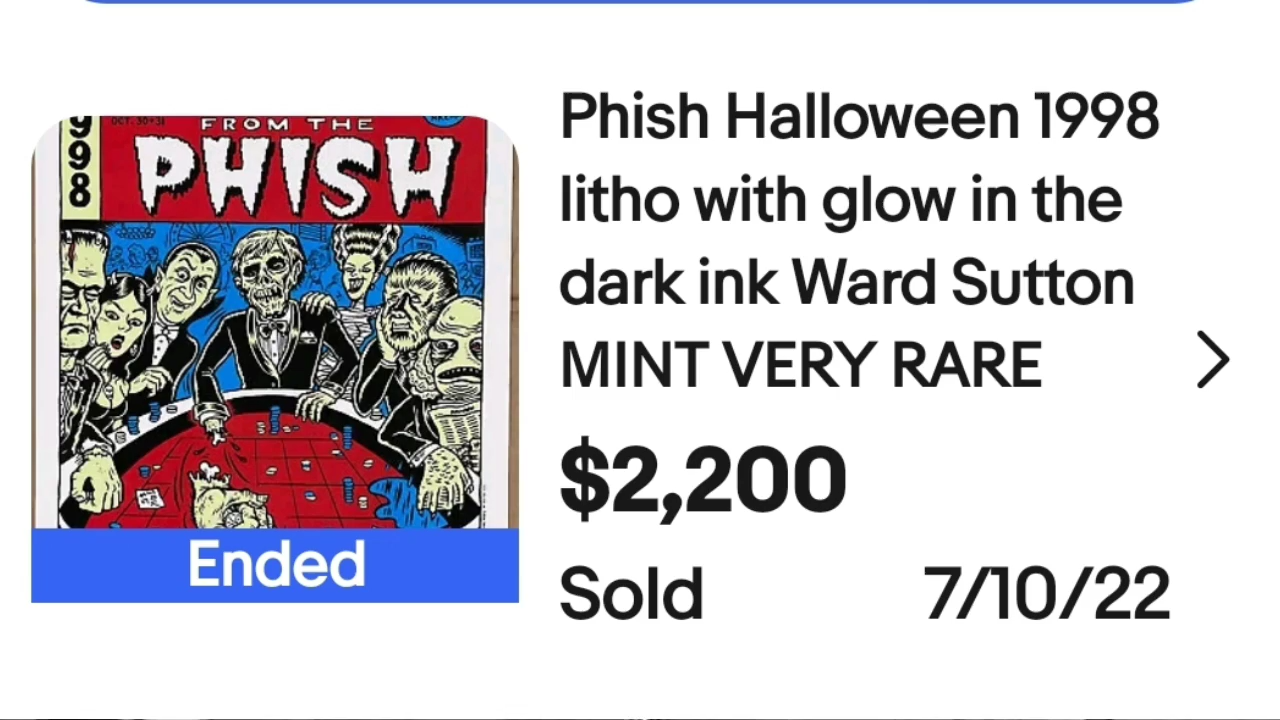 998
OCT. 30+31
FROM THE
PHISH
Ended
Phish Halloween 1998
litho with glow in the
dark ink Ward Sutton
MINT VERY RARE
$2,200
Sold 7/10/22